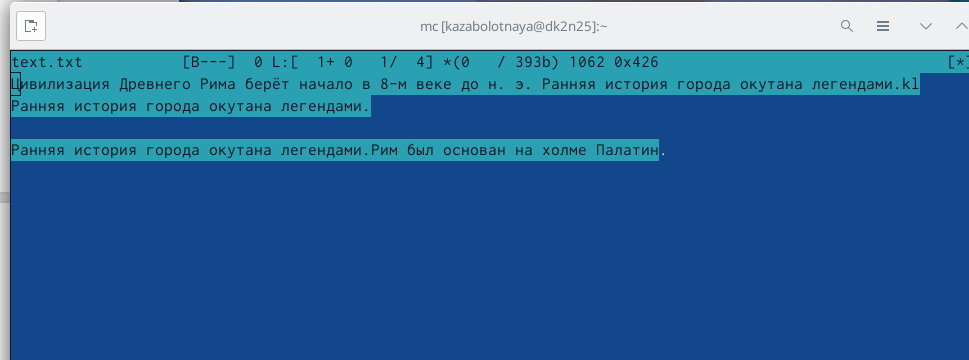 mc [kazabolotnaya@dk2n25]:~
text.txt [B---] 0 L:[ 1+ 0 1/ 4] *(0 / 393b) 1062 0x426 [*]
Цивилизация Древнего Рима берёт начало в 8-м веке до н. э. Ранняя история города окутана легендами.kl
Ранняя история города окутана легендами.
Ранняя история города окутана легендами.Рим был основан на холме Палатин.